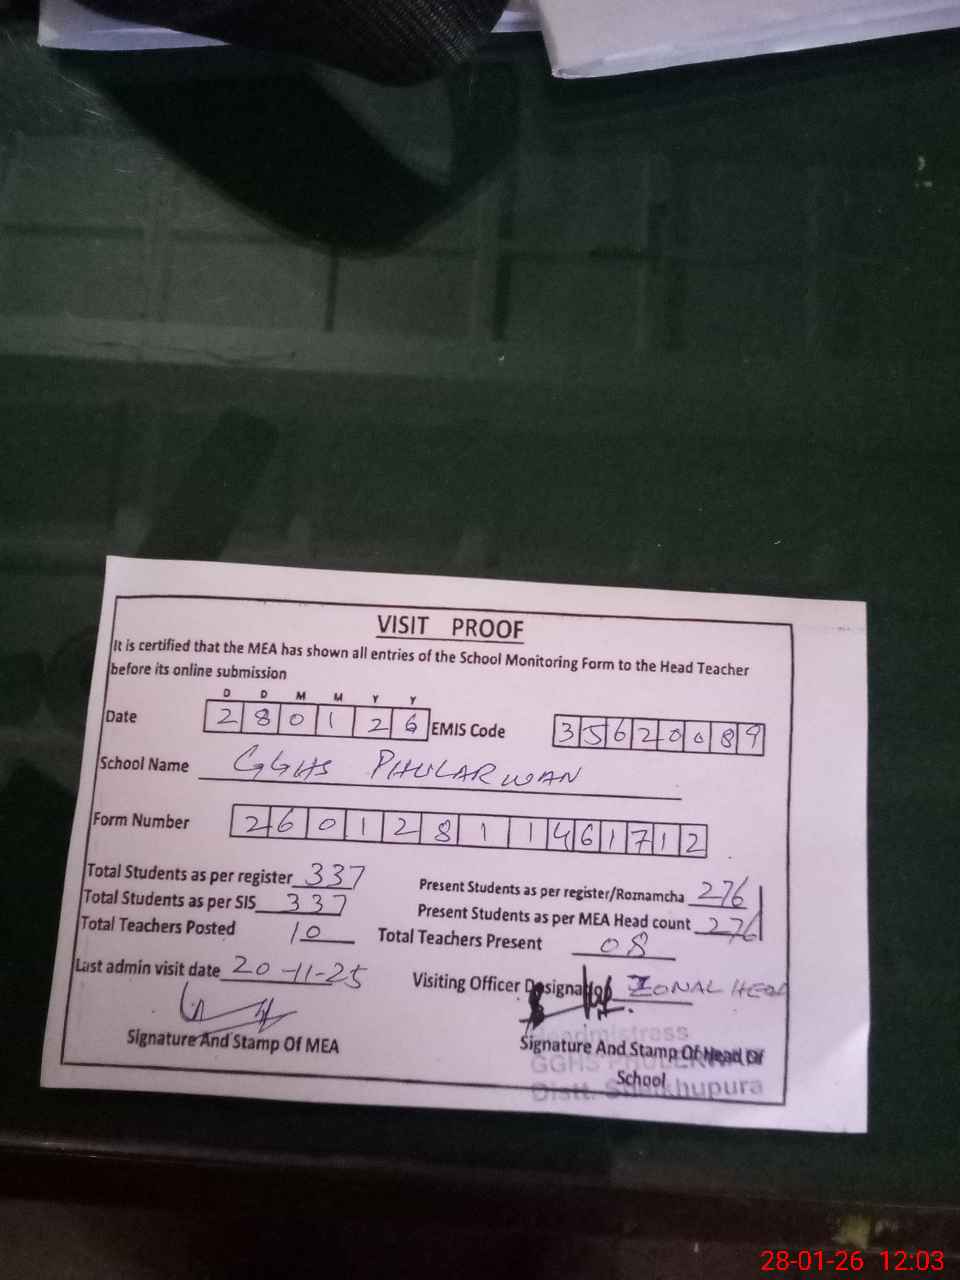 VISIT PROOF
It is certified that the MEA has shown all entries of the School Monitoring Form to the Head Teacher
before its online submission
D D M M Y Y
Date 2 8 0 1 2 6 EMIS Code 3 5 6 2 0 0 8 9
School Name GGHS PHULARWAN
Form Number 2 6 0 1 2 8 1 1 4 6 1 7 1 2
Total Students as per register 337 Present Students as per register/Roznamcha 276
Total Students as per SIS 337 Present Students as per MEA Head count 276
Total Teachers Posted 10 Total Teachers Present 08
Last admin visit date 20-11-25 Visiting Officer Designation ZONAL HEAD
Signature And Stamp Of MEA Signature And Stamp Of Head Of
School
Headmistress
GGHS
Distt. Sheikhupura
28-01-26 12:03